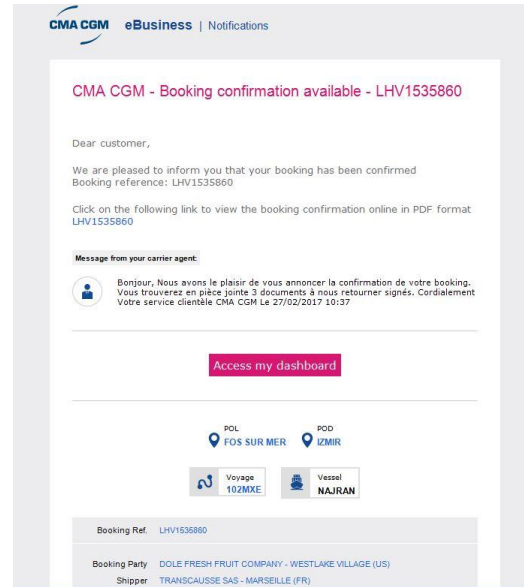 CMA CGM eBusiness | Notifications
CMA CGM - Booking confirmation available - LHV1535860
Dear customer,
We are pleased to inform you that your booking has been confirmed
Booking reference: LHV1535860
Click on the following link to view the booking confirmation online in PDF format
LHV1535860
Message from your carrier agent:
Bonjour, Nous avons le plaisir de vous annoncer la confirmation de votre booking.
Vous trouverez en pièce jointe 3 documents à nous retourner signés. Cordialement
Votre service clientèle CMA CGM Le 27/02/2017 10:37
Access my dashboard
POL
FOS SUR MER
POD
IZMIR
Voyage
102MXE
Vessel
NAJRAN
Booking Ref. LHV1535860
Booking Party DOLE FRESH FRUIT COMPANY - WESTLAKE VILLAGE (US)
Shipper TRANSCAUSSE SAS - MARSEILLE (FR)